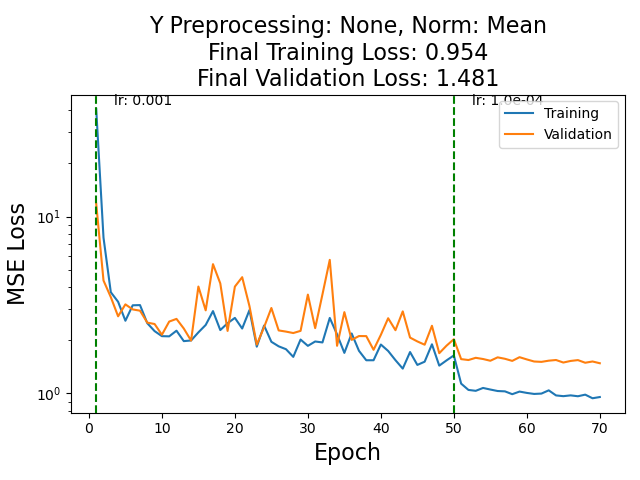 Y Preprocessing: None, Norm: Mean
Final Training Loss: 0.954
Final Validation Loss: 1.481
lr: 0.001
lr: 1.0e-04
Training
Validation
MSE Loss
10¹
10⁰
0 10 20 30 40 50 60 70
Epoch